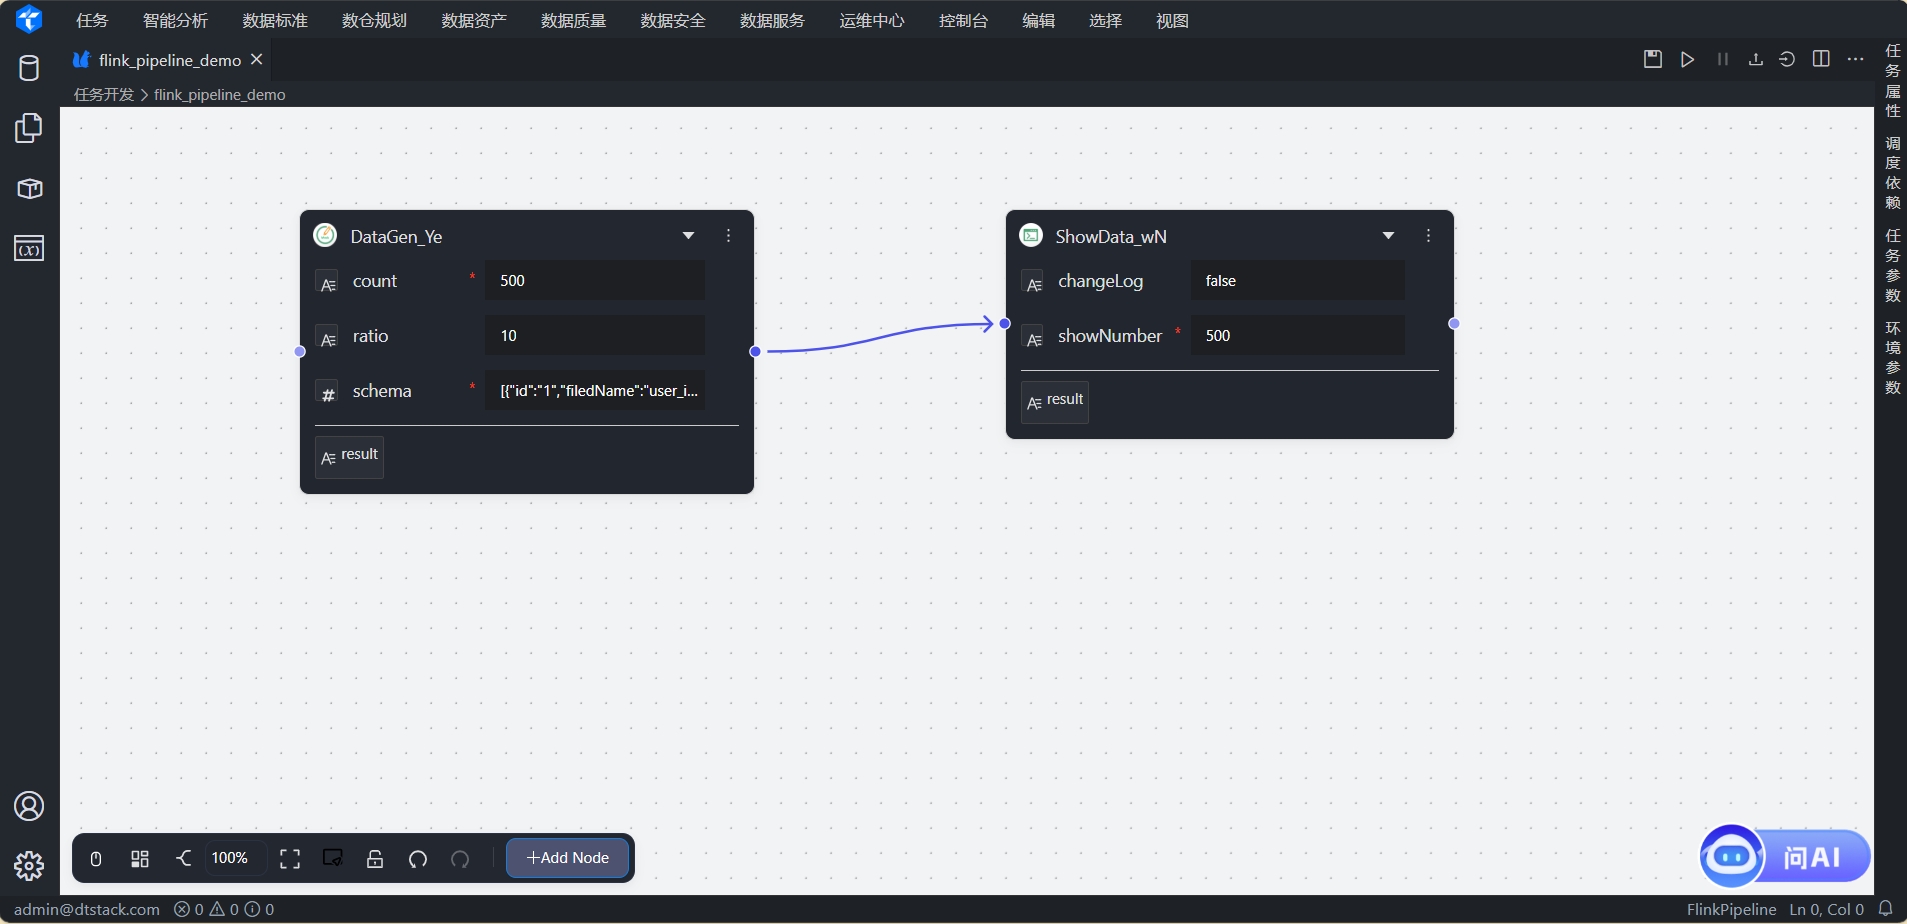 任务 智能分析 数据标准 数仓规划 数据资产 数据质量 数据安全 数据服务 运维中心 控制台 编辑 选择 视图
flink_pipeline_demo
任务开发 > flink_pipeline_demo
任务属性
调度依赖
任务参数
环境参数
DataGen_Ye
count * 500
ratio 10
schema * [{"id":"1","filedName":"user_i...
result
ShowData_wN
changeLog false
showNumber * 500
result
100%
+Add Node
问AI
admin@dtstack.com 0 0 0
FlinkPipeline Ln 0, Col 0